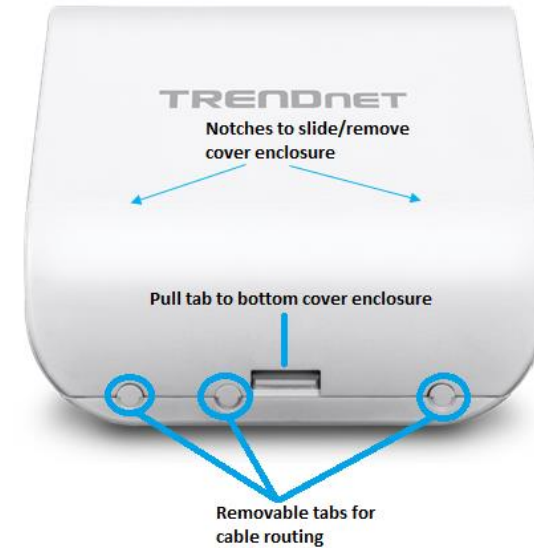 TRENDNET
Notches to slide/remove
cover enclosure
Pull tab to bottom cover enclosure
Removable tabs for
cable routing